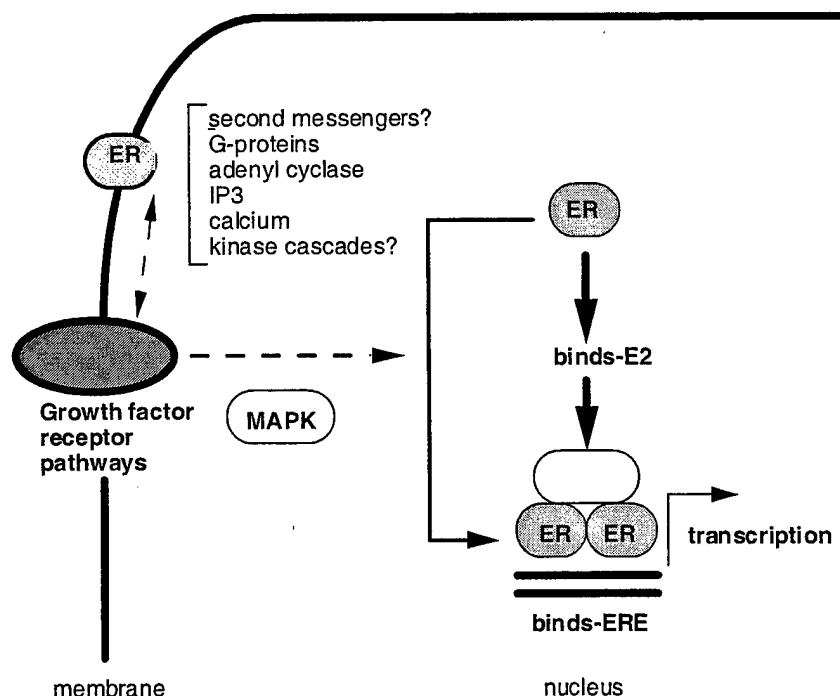 ER
second messengers?
G-proteins
adenyl cyclase
IP3
calcium
kinase cascades?
ER
binds-E2
Growth factor
receptor
pathways
MAPK
ER
ER
transcription
binds-ERE
membrane
nucleus